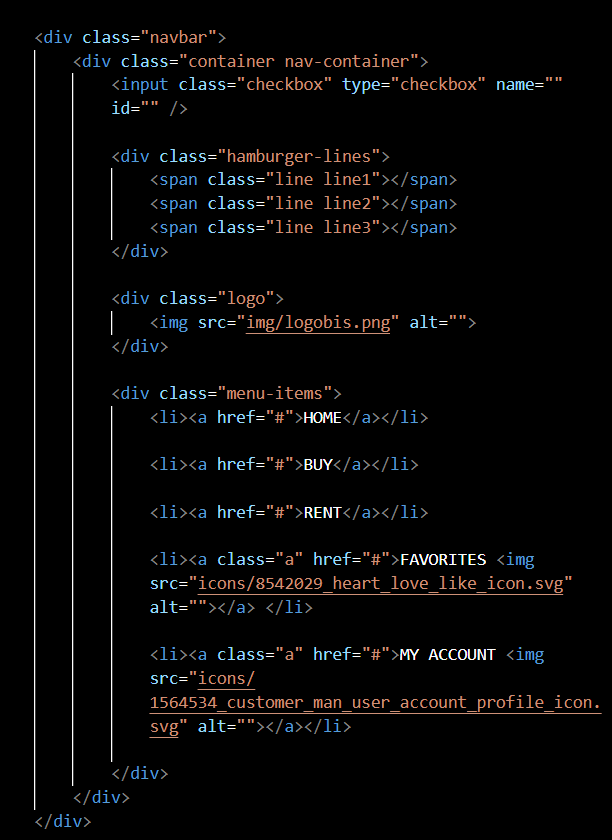 <div class="navbar">
<div class="container nav-container">
<input class="checkbox" type="checkbox" name=""
id="" />
<div class="hamburger-lines">
<span class="line line1"></span>
<span class="line line2"></span>
<span class="line line3"></span>
</div>
<div class="logo">
<img src="img/logobis.png" alt="">
</div>
<div class="menu-items">
<li><a href="#">HOME</a></li>
<li><a href="#">BUY</a></li>
<li><a href="#">RENT</a></li>
<li><a class="a" href="#">FAVORITES <img
src="icons/8542029_heart_love_like_icon.svg"
alt=""></a> </li>
<li><a class="a" href="#">MY ACCOUNT <img
src="icons/
1564534_customer_man_user_account_profile_icon.
svg" alt=""></a></li>
</div>
</div>
</div>